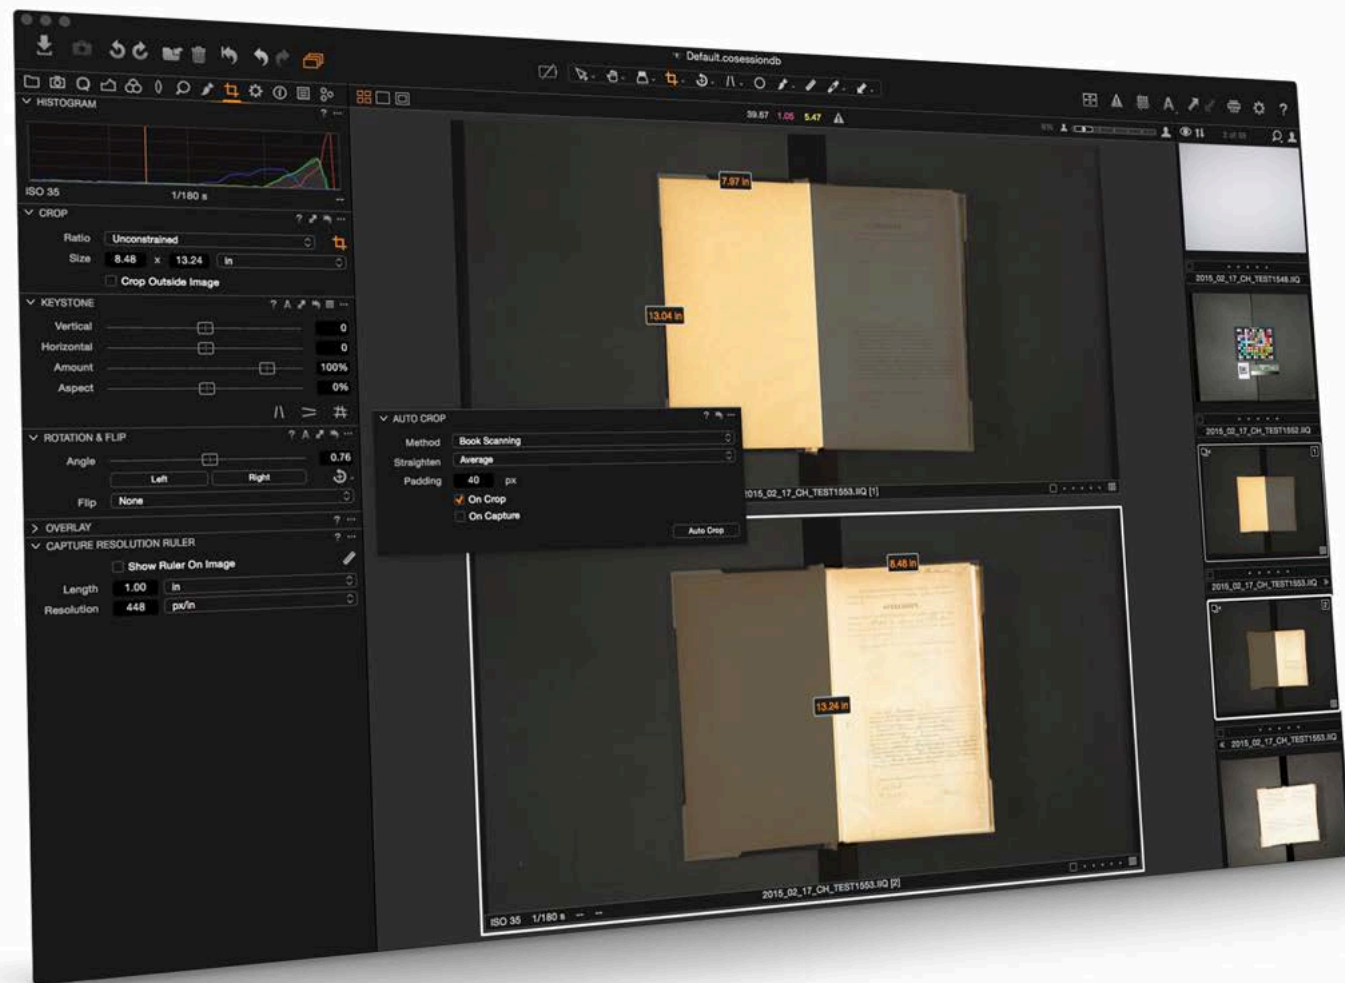 Default.cosessiondb
HISTOGRAM
? ...
ISO 35
1/180 s
--
CROP
? ...
Ratio
Unconstrained
Size
8.48 x 13.24 in
Crop Outside Image
KEYSTONE
? A ...
Vertical
0
Horizontal
0
Amount
100%
Aspect
0%
ROTATION & FLIP
? A ...
Angle
0.76
Left
Right
Flip
None
OVERLAY
? ...
CAPTURE RESOLUTION RULER
? ...
Show Ruler On Image
Length
1.00 in
Resolution
448 px/in
39.67 1.05 5.47
7.97 in
13.04 in
2015_02_17_CH_TEST1553.IIQ [1]
AUTO CROP
? ...
Method
Book Scanning
Straighten
Average
Padding
40 px
On Crop
On Capture
Auto Crop
8.48 in
13.24 in
2015_02_17_CH_TEST1553.IIQ [2]
ISO 35 1/180 s -- --
A
?
2015_02_17_CH_TEST1548.IIQ
2015_02_17_CH_TEST1552.IIQ
1
2015_02_17_CH_TEST1553.IIQ
2
2015_02_17_CH_TEST1553.IIQ